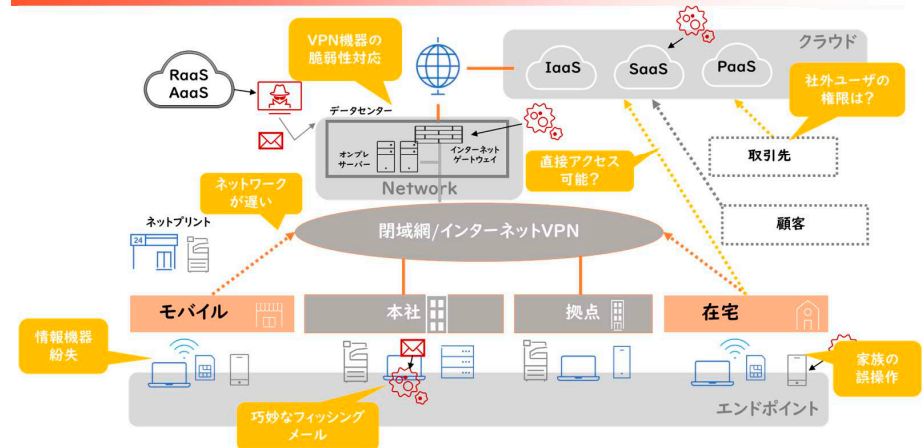 クラウド
VPN機器の
脆弱性対応
IaaS
SaaS
PaaS
RaaS
AaaS
社外ユーザの
権限は?
データセンター
オンプレ
サーバー
インターネット
ゲートウェイ
Network
直接アクセス
可能?
取引先
ネットワーク
が遅い
ネットプリント
24
閉域網/インターネットVPN
顧客
モバイル
本社
拠点
在宅
情報機器
紛失
家族の
誤操作
巧妙なフィッシング
メール
エンドポイント